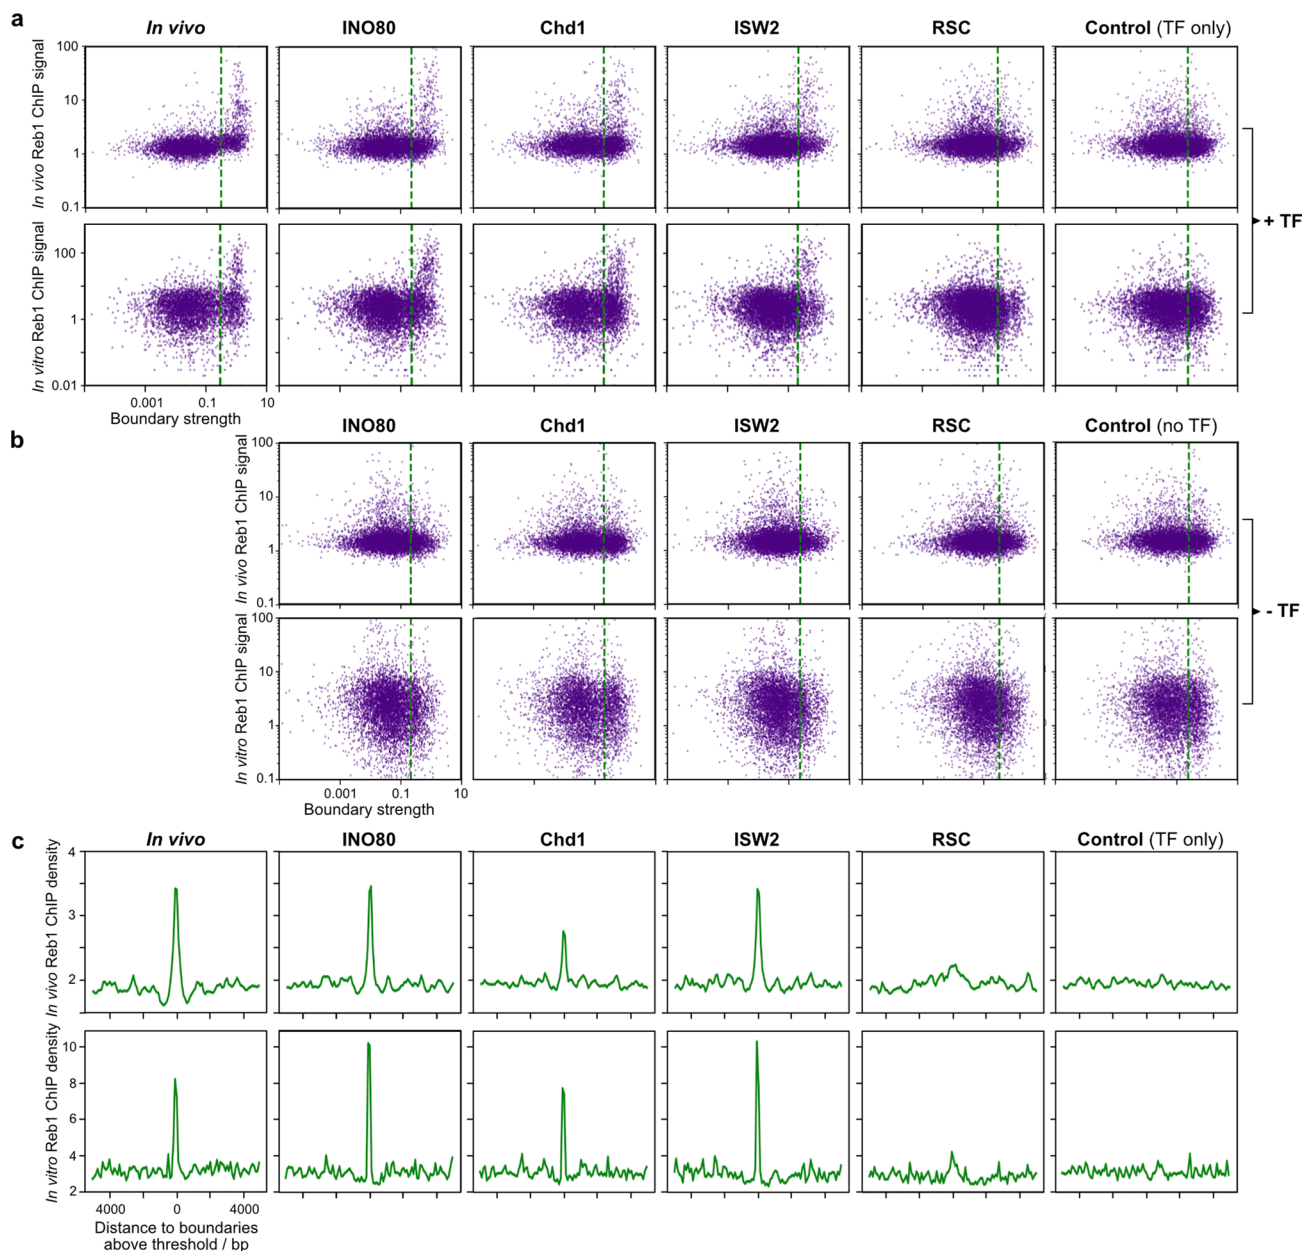 a
In vivo
INO80
Chd1
ISW2
RSC
Control (TF only)
In vivo Reb1 ChIP signal
100
10
1
0.1
In vitro Reb1 ChIP signal
100
1
0.01
0.001
0.1
10
Boundary strength
+ TF
b
INO80
Chd1
ISW2
RSC
Control (no TF)
In vivo Reb1 ChIP signal
100
10
1
0.1
In vitro Reb1 ChIP signal
100
10
1
0.1
0.001
0.1
10
Boundary strength
- TF
c
In vivo
INO80
Chd1
ISW2
RSC
Control (TF only)
In vivo Reb1 ChIP density
4
3
2
In vitro Reb1 ChIP density
10
8
6
4
2
4000
0
4000
Distance to boundaries
above threshold / bp